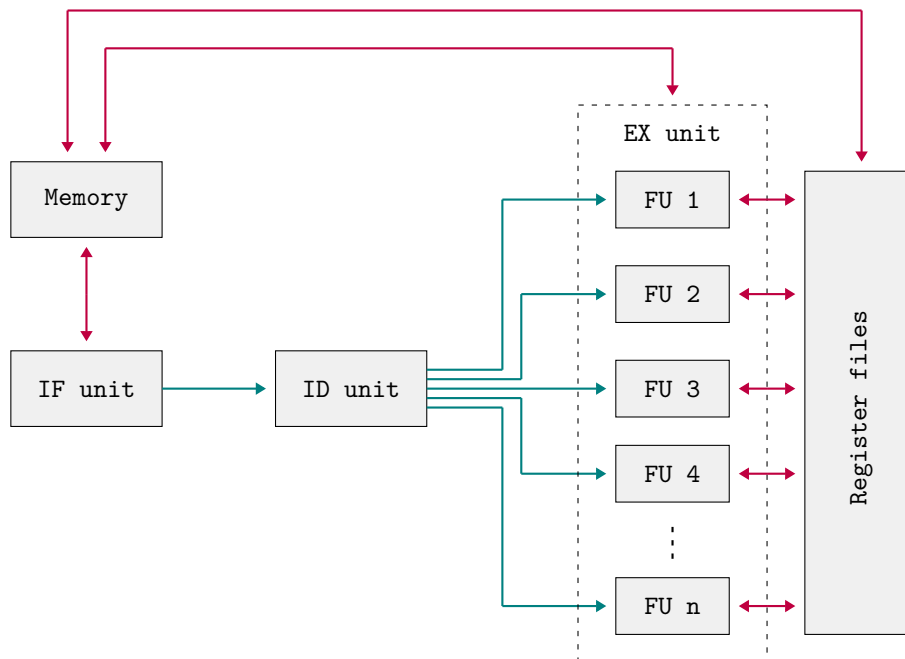 EX unit
Memory
FU 1
FU 2
IF unit
ID unit
FU 3
FU 4
FU n
Register files